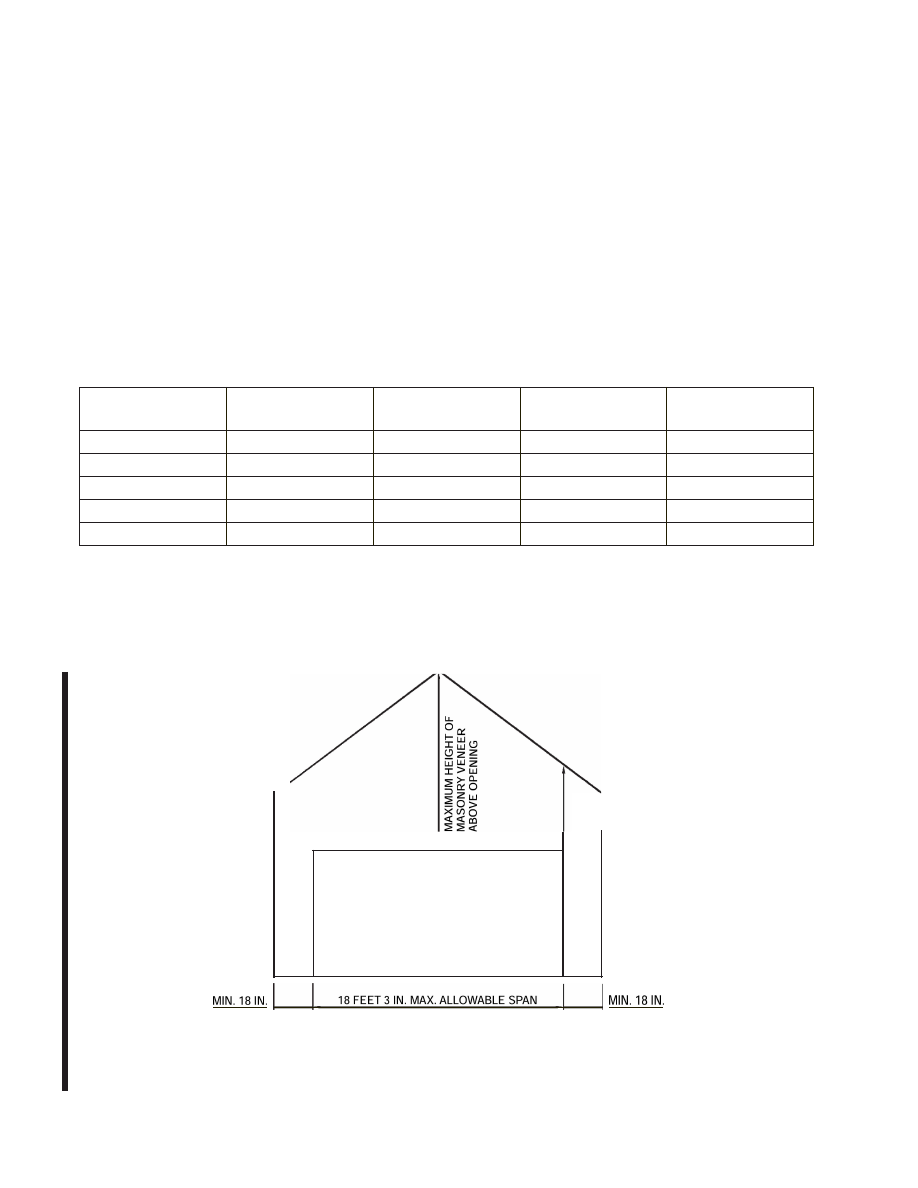 MAXIMUM HEIGHT OF
MASONRY VENEER
ABOVE OPENING
MIN. 18 IN.
18 FEET 3 IN. MAX. ALLOWABLE SPAN
MIN. 18 IN.